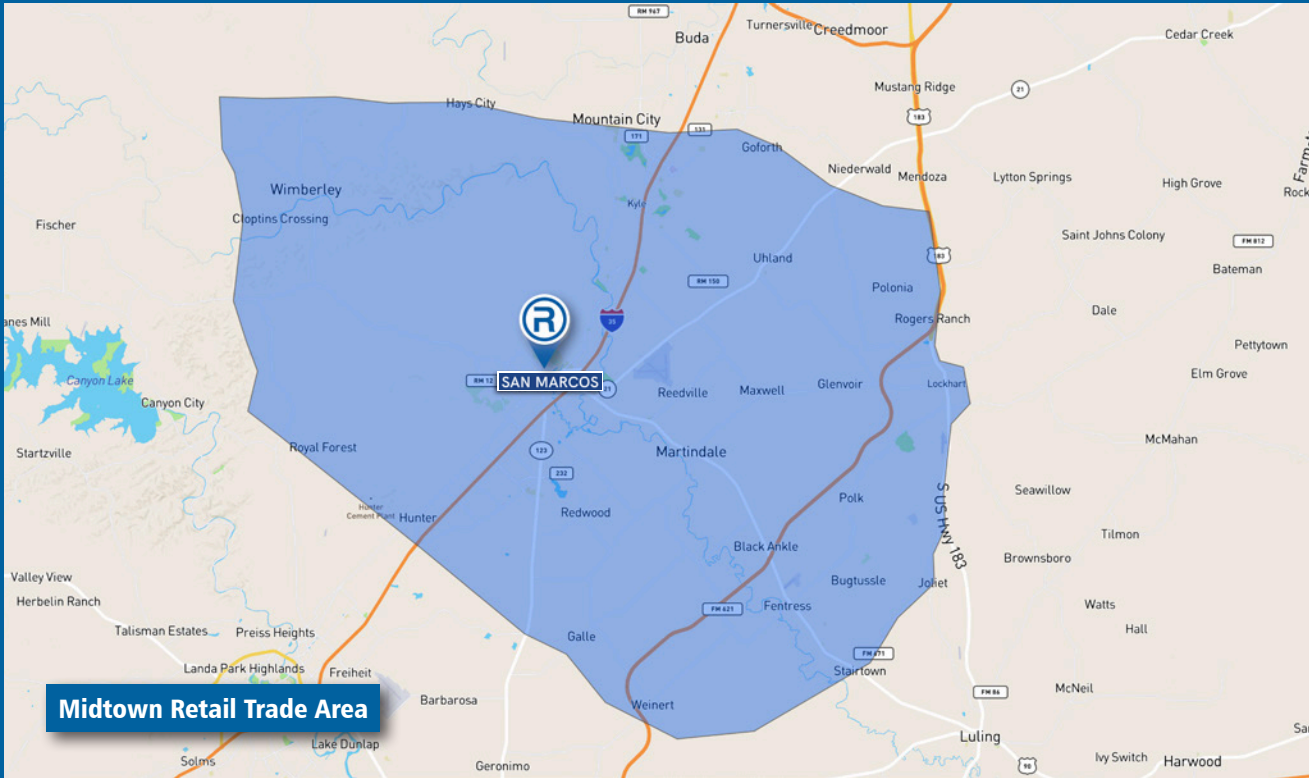 RM 967
Buda
Turnersville
Creedmoor
Cedar Creek
Mustang Ridge
21
183
Hays City
Mountain City
171
131
Goforth
Niederwald
Mendoza
Lytton Springs
High Grove
Wimberley
Kyle
Cloptins Crossing
Fischer
Saint Johns Colony
FM 812
183
Uhland
Bateman
RM 150
Polonia
Dale
Rogers Ranch
R
35
Pettytown
Canyon Lake
RM 12
SAN MARCOS
21
Reedville
Maxwell
Glenvoir
Lockhart
Elm Grove
Canyon City
Royal Forest
123
Martindale
McMahan
Startzville
232
Seawillow
Polk
S US Hwy 183
Hunter
Cement Plant
Hunter
Redwood
Tilmon
Black Ankle
Brownsboro
Valley View
Bugtussle
Joliet
Herbelin Ranch
FM 621
Fentress
Watts
Talisman Estates
Preiss Heights
Galle
Hall
FM 671
Landa Park Highlands
Freiheit
Stairtown
Barbarosa
Weinert
FM 86
McNeil
Midtown Retail Trade Area
Lake Dunlap
Luling
Solms
Geronimo
90
Ivy Switch
Harwood